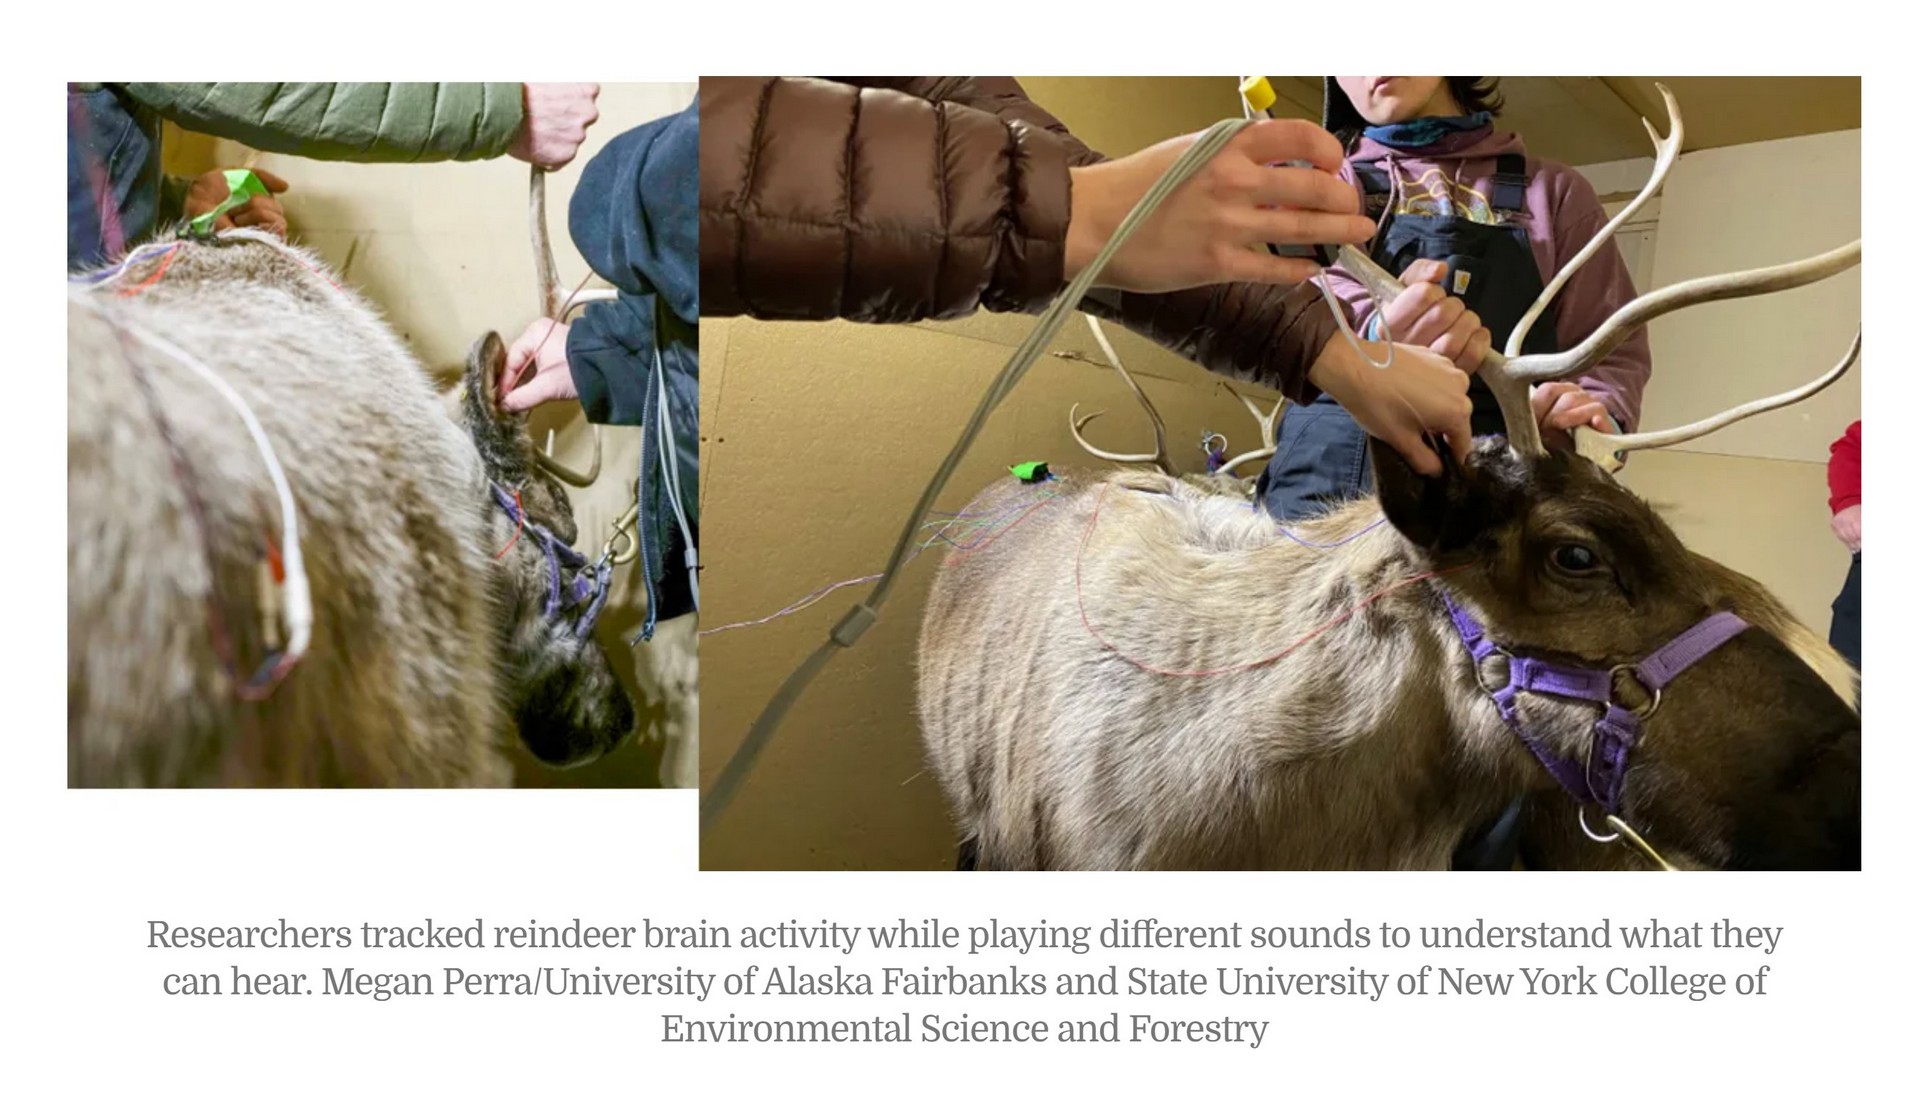 Researchers tracked reindeer brain activity while playing different sounds to understand what they
can hear. Megan Perra/University of Alaska Fairbanks and State University of New York College of
Environmental Science and Forestry